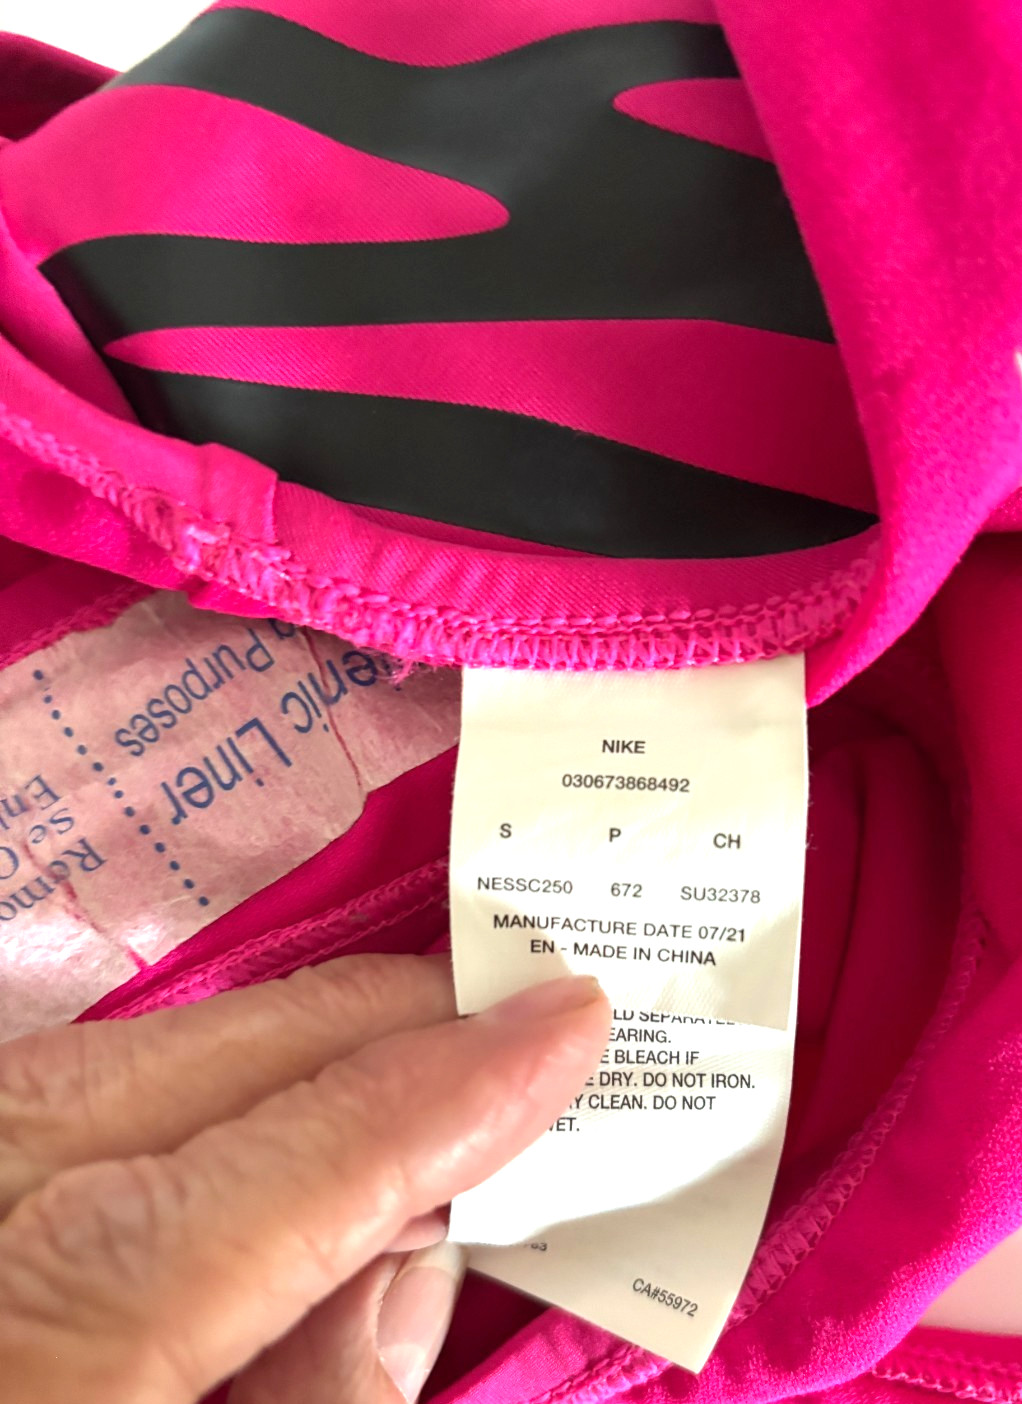 NIKE
030673868492
S P CH
NESSC250 672 SU32378
MANUFACTURE DATE 07/21
EN - MADE IN CHINA
BLEACH IF
DRY. DO NOT IRON.
CLEAN. DO NOT
CA#55972
Purposes
Liner